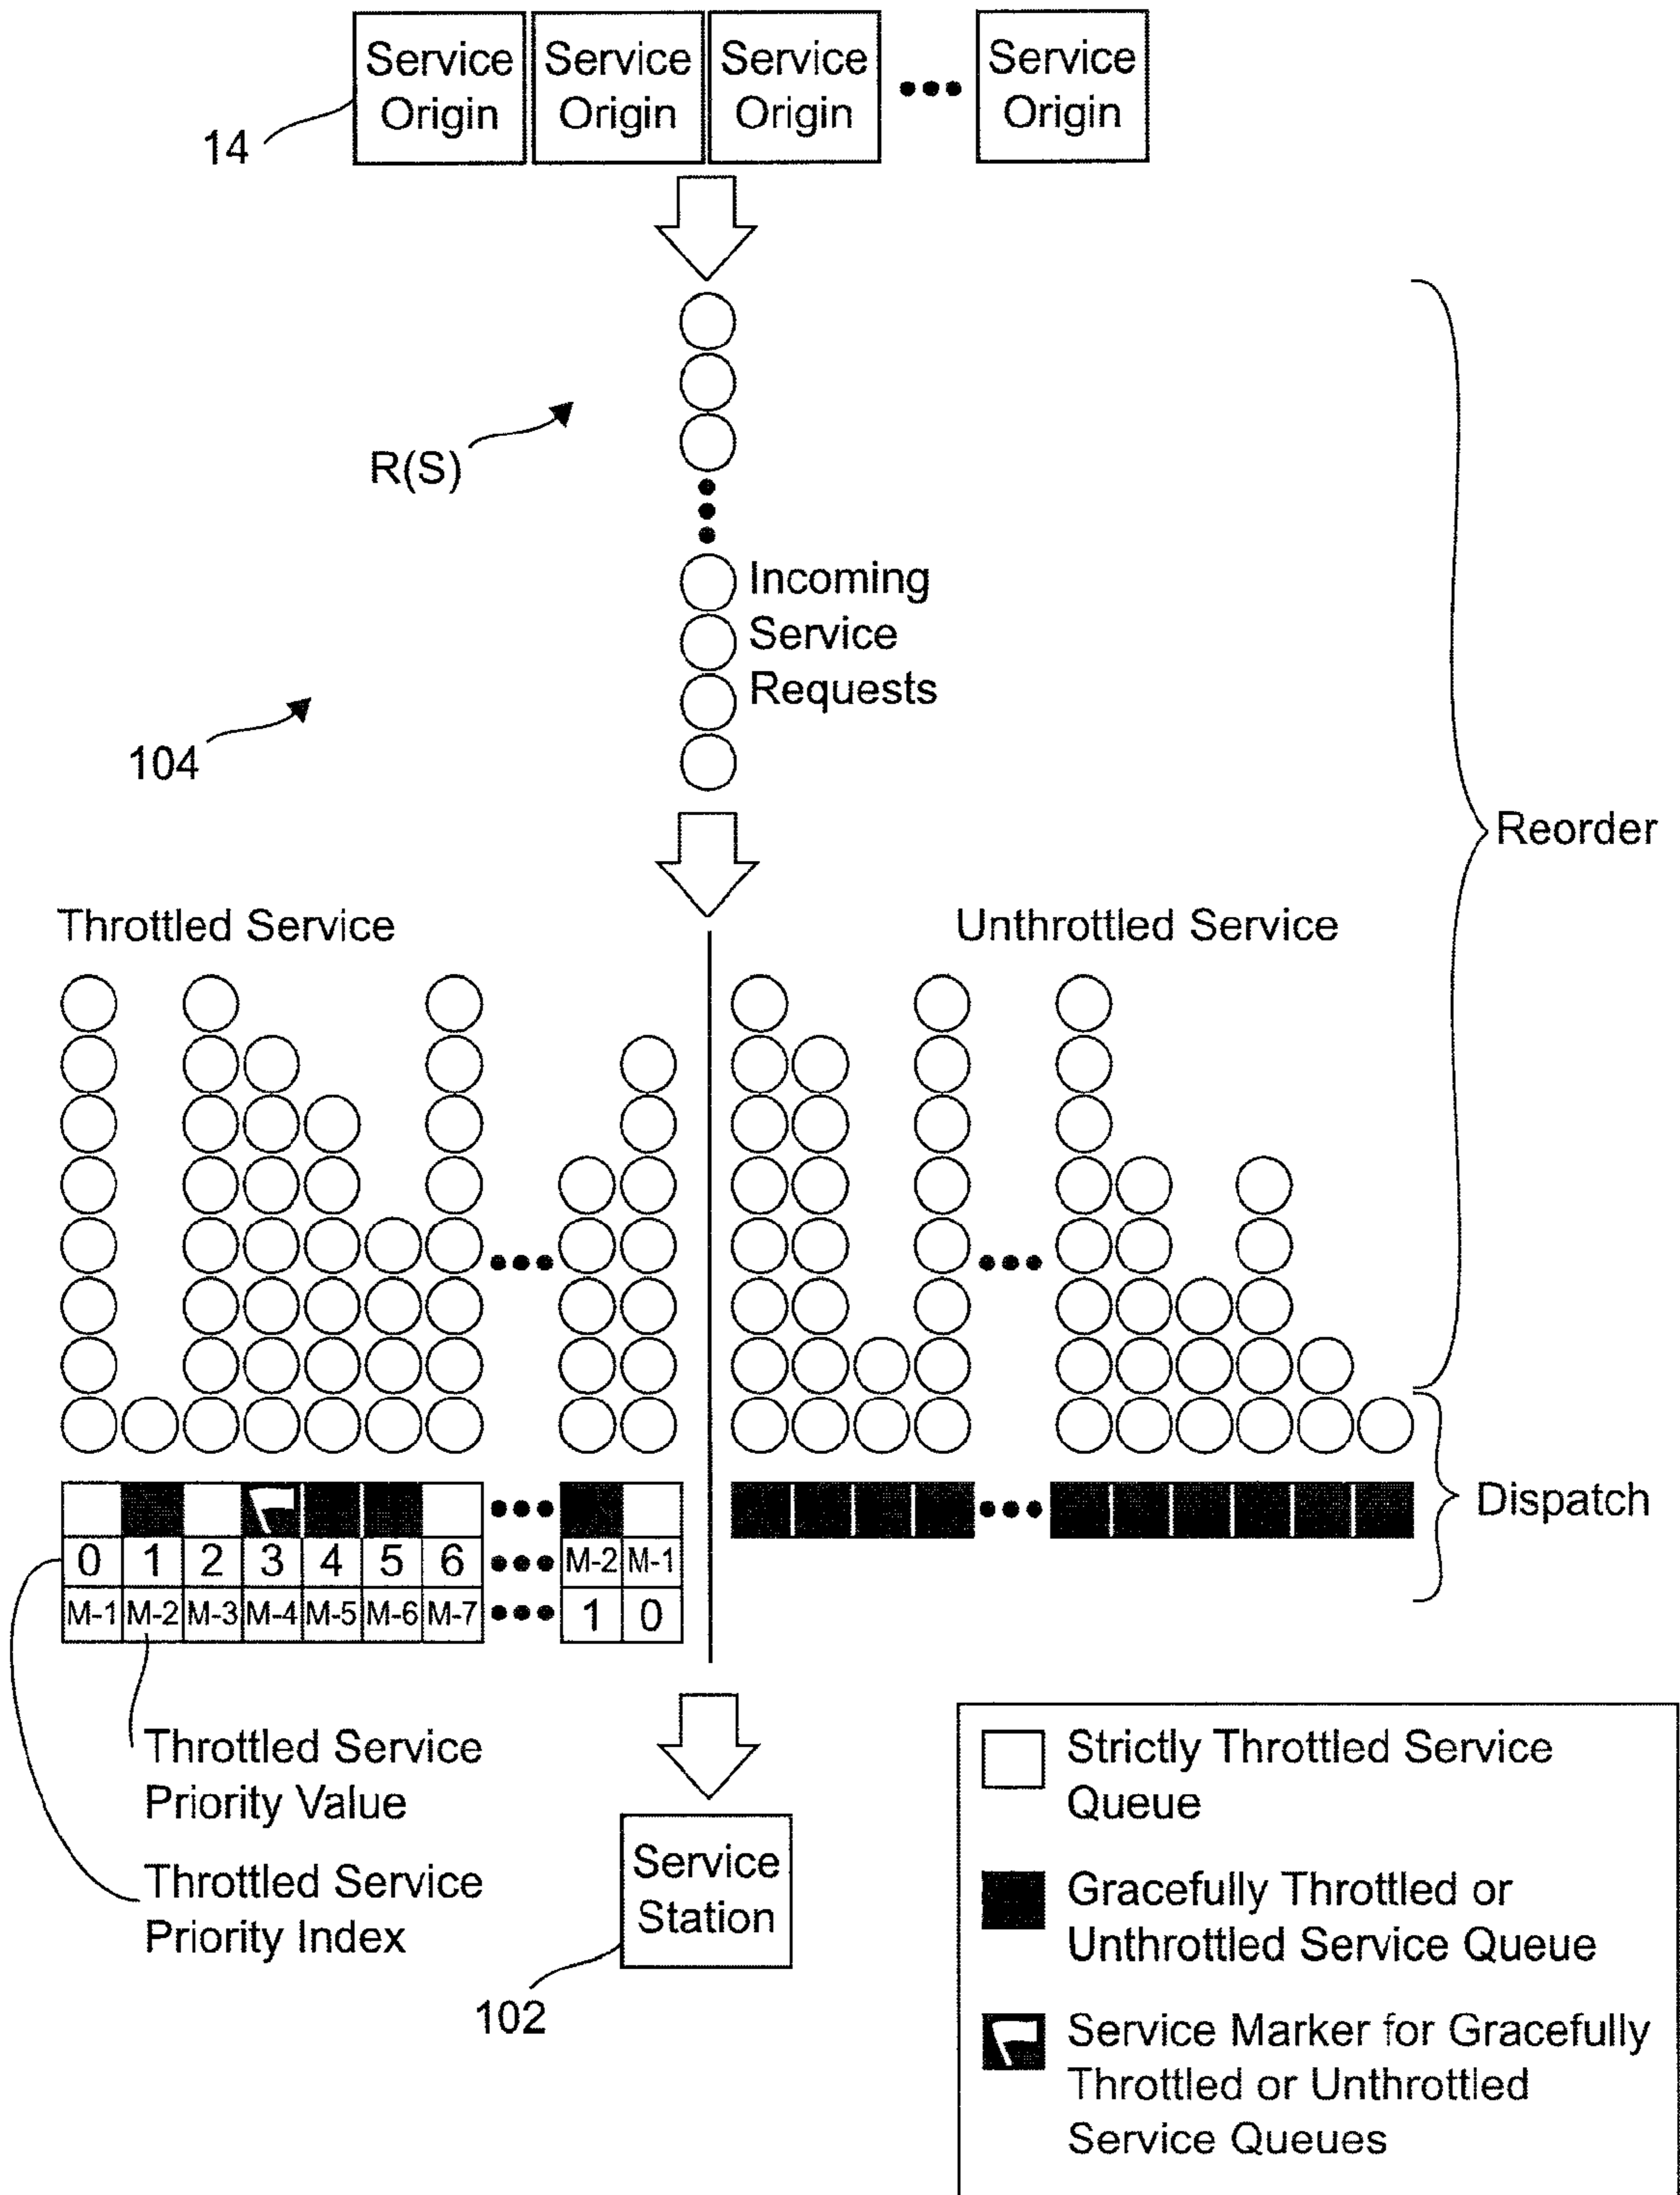 Service Origin
Service Origin
Service Origin
Service Origin
14
R(S)
Incoming
Service
Requests
104
Reorder
Throttled Service
Unthrottled Service
Dispatch
0 1 2 3 4 5 6 M-2 M-1
M-1 M-2 M-3 M-4 M-5 M-6 M-7 1 0
Throttled Service
Priority Value
Throttled Service
Priority Index
Service
Station
102
Strictly Throttled Service
Queue
Gracefully Throttled or
Unthrottled Service Queue
Service Marker for Gracefully
Throttled or Unthrottled
Service Queues